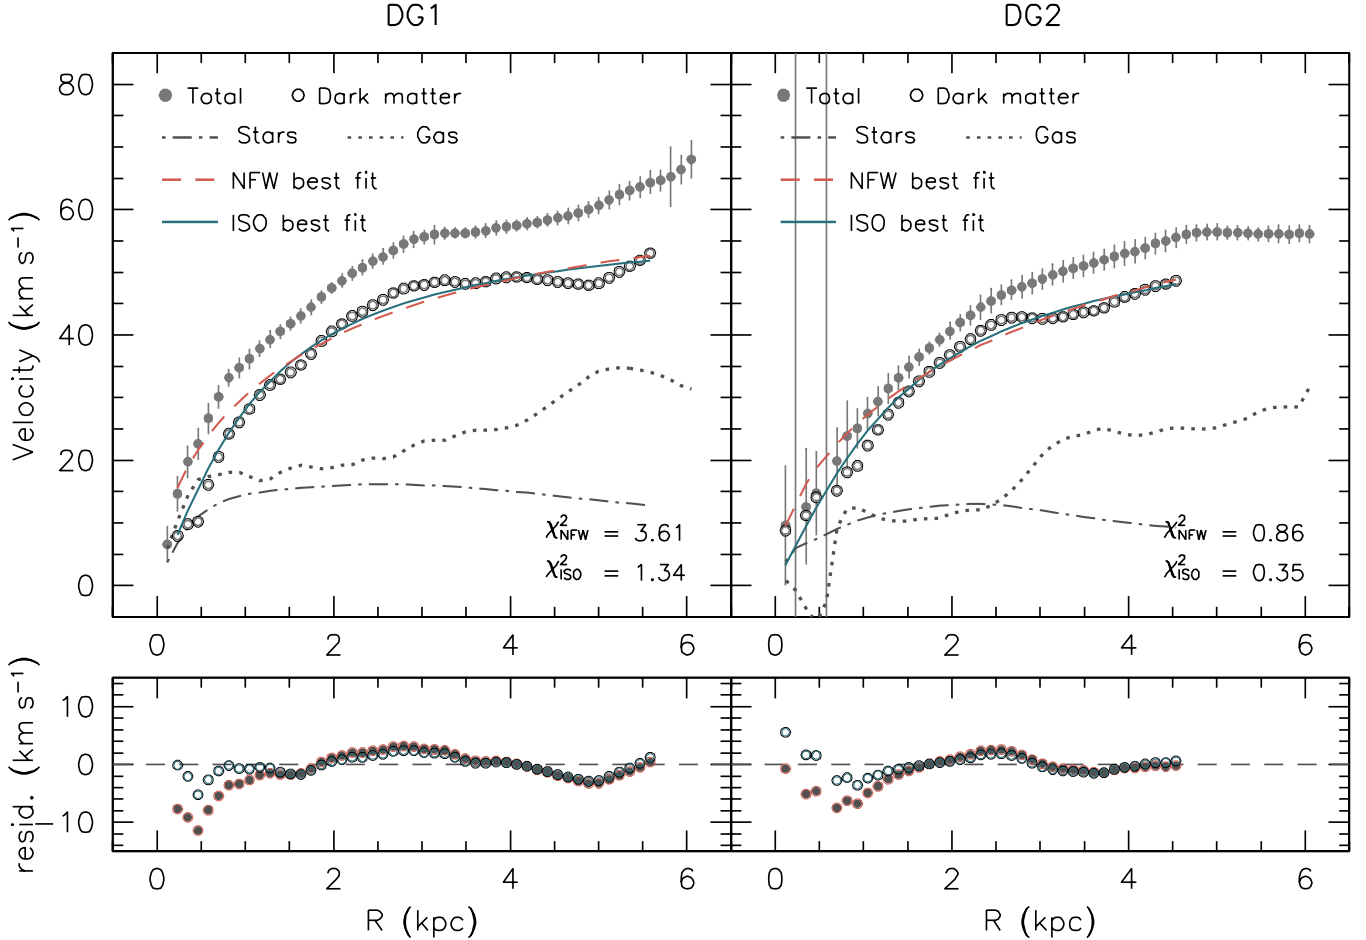 DG1 DG2
80
60
40
20
0
Velocity (km s⁻¹)
Total Dark matter
Stars Gas
NFW best fit
ISO best fit
χ²NFW = 3.61
χ²ISO = 1.34
0 2 4 6
Total Dark matter
Stars Gas
NFW best fit
ISO best fit
χ²NFW = 0.86
χ²ISO = 0.35
0 2 4 6
10
0
−10
resid. (km s⁻¹)
0 2 4 6
R (kpc)
0 2 4 6
R (kpc)